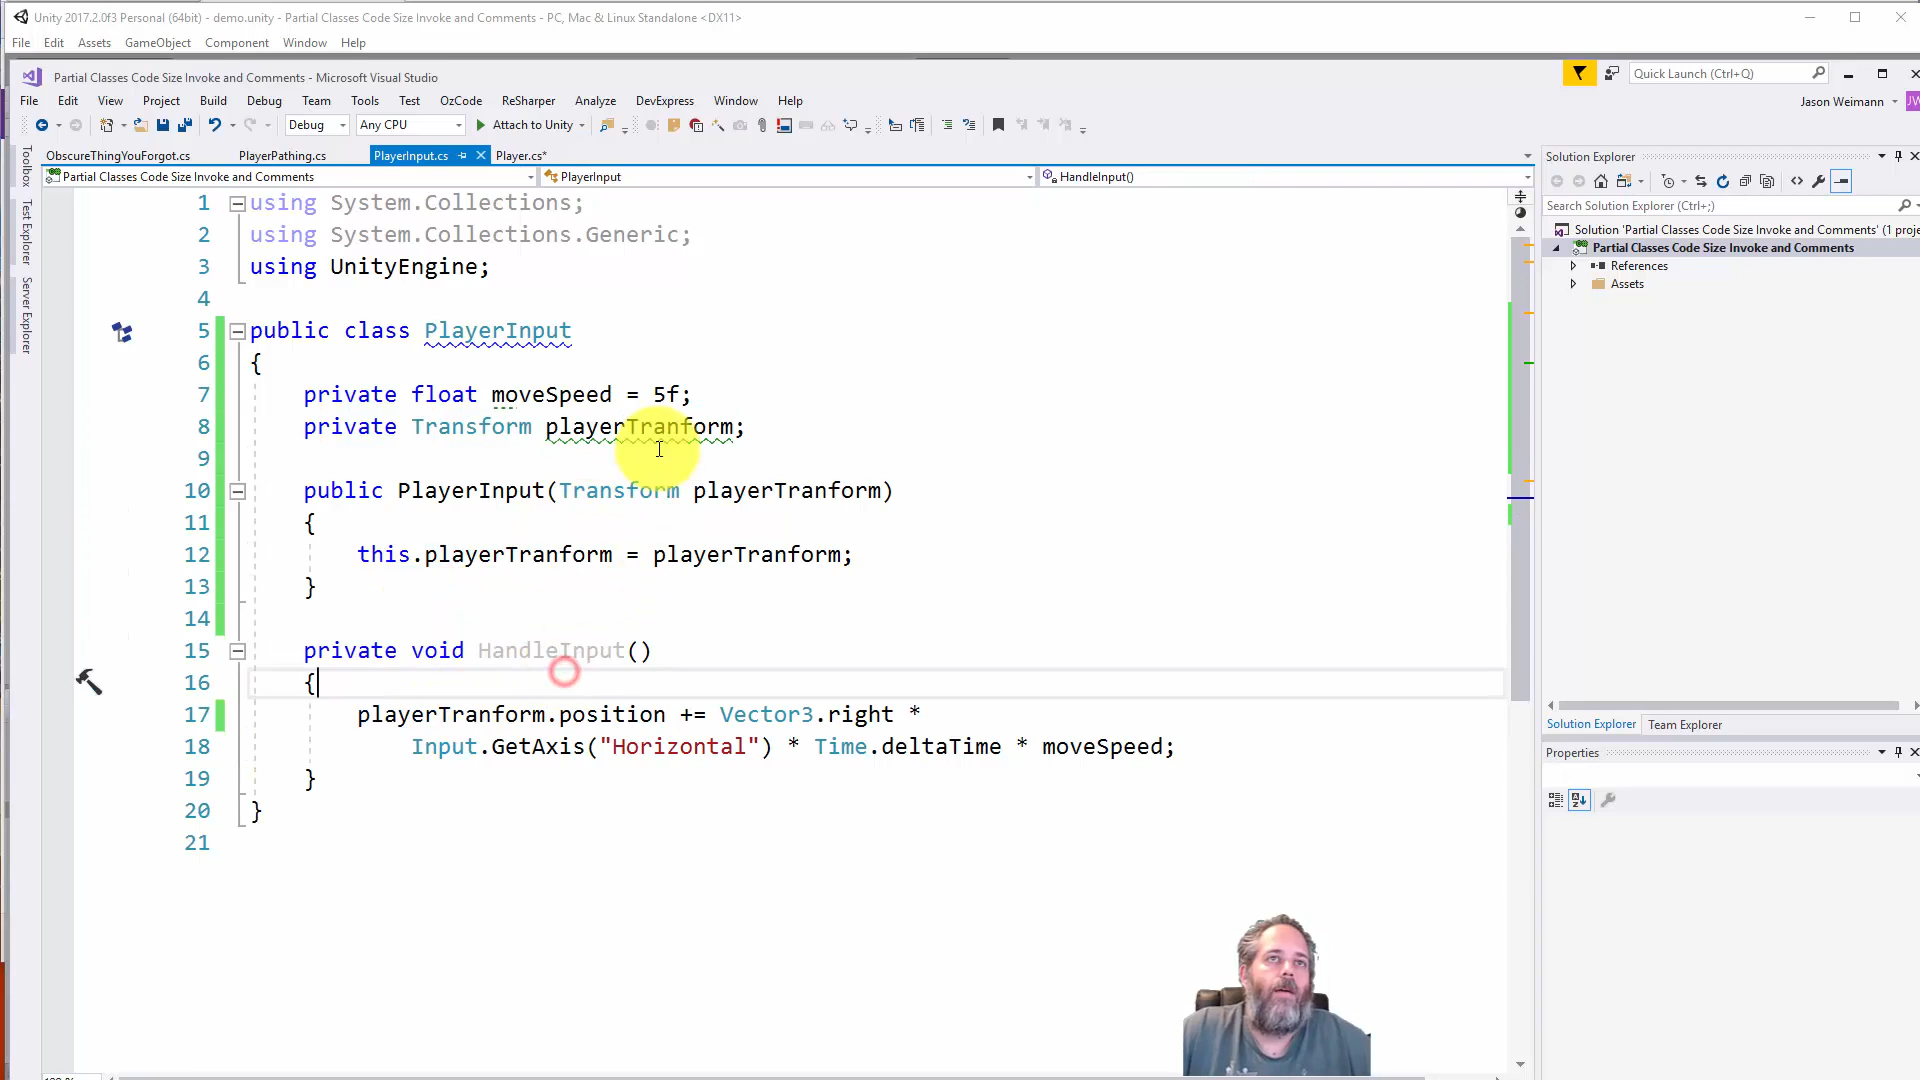 Unity 2017.2.0f3 Personal (64bit) - demo.unity - Partial Classes Code Size Invoke and Comments - PC, Mac & Linux Standalone <DX11>
File Edit Assets GameObject Component Window Help
Partial Classes Code Size Invoke and Comments - Microsoft Visual Studio
Quick Launch (Ctrl+Q)
File Edit View Project Build Debug Team Tools Test OzCode ReSharper Analyze DevExpress Window Help
Jason Weimann JW
Debug Any CPU Attach to Unity
ObscureThingYouForgot.cs PlayerPathing.cs PlayerInput.cs Player.cs*
Partial Classes Code Size Invoke and Comments PlayerInput HandleInput()
Toolbox
Test Explorer
Server Explorer
1 using System.Collections;
2 using System.Collections.Generic;
3 using UnityEngine;
4
5 public class PlayerInput
6 {
7 private float moveSpeed = 5f;
8 private Transform playerTranform;
9
10 public PlayerInput(Transform playerTranform)
11 {
12 this.playerTranform = playerTranform;
13 }
14
15 private void HandleInput()
16 {
17 playerTranform.position += Vector3.right *
18 Input.GetAxis("Horizontal") * Time.deltaTime * moveSpeed;
19 }
20 }
21
Solution Explorer
Search Solution Explorer (Ctrl+;)
Solution 'Partial Classes Code Size Invoke and Comments' (1 proje
Partial Classes Code Size Invoke and Comments
References
Assets
Solution Explorer Team Explorer
Properties